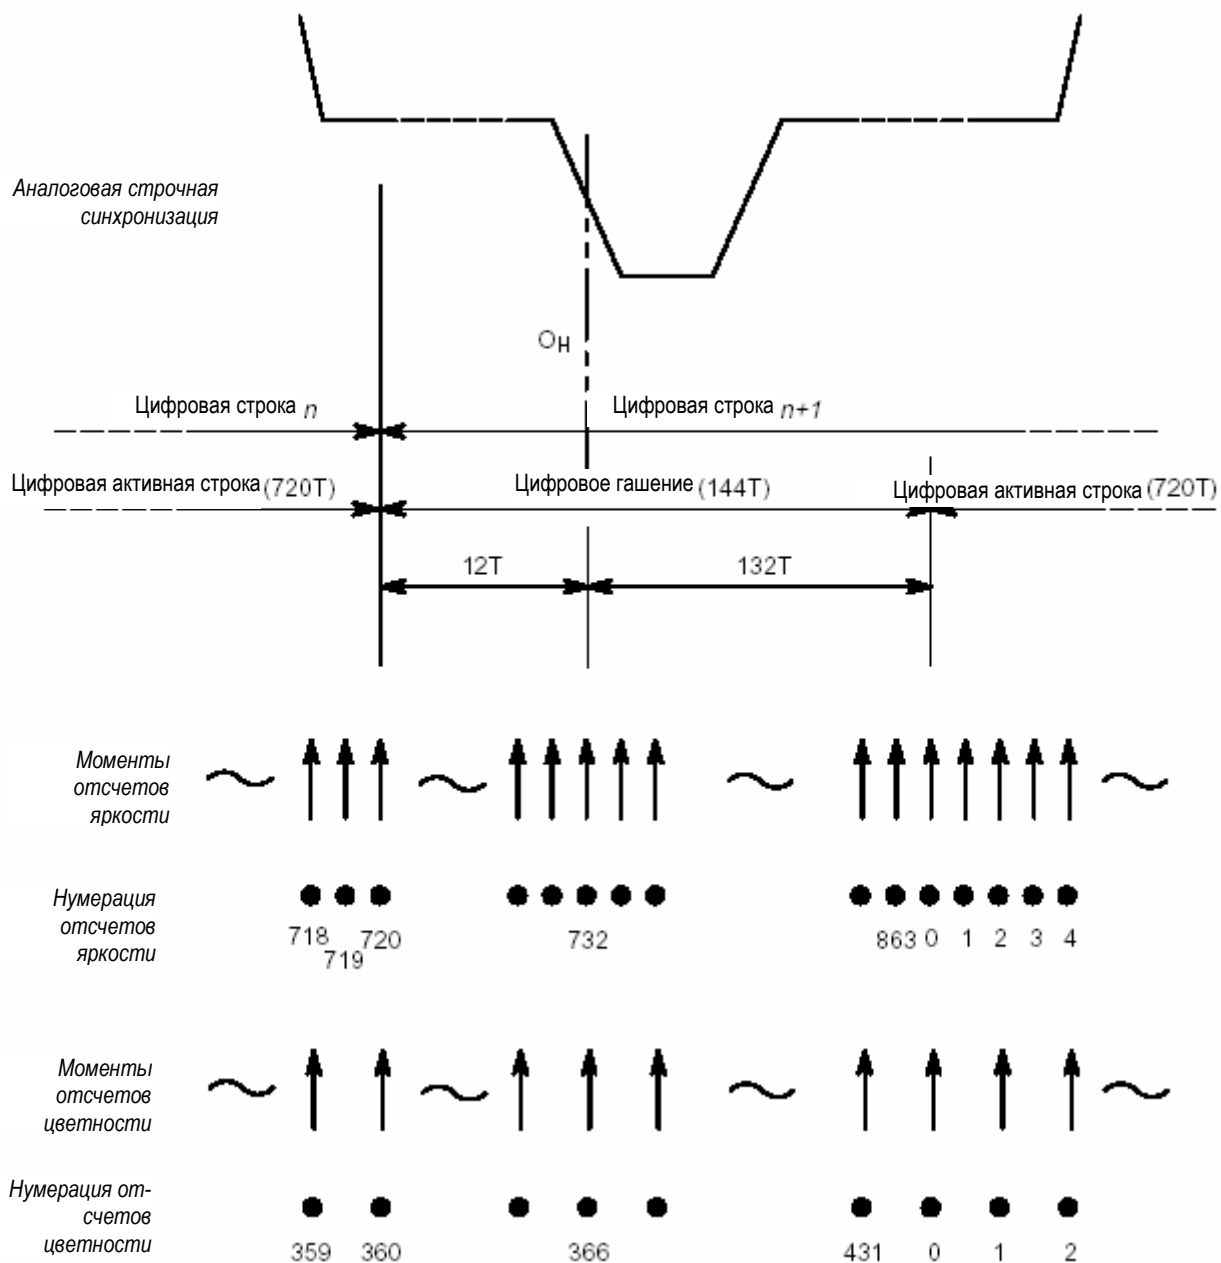 Аналоговая строчная
синхронизация
OH
Цифровая строка n
Цифровая строка n+1
Цифровая активная строка (720T)
Цифровое гашение (144T)
Цифровая активная строка (720T)
12T
132T
Моменты
отсчетов
яркости
Нумерация
отсчетов
яркости
718
719
720
732
863 0 1 2 3 4
Моменты
отсчетов
цветности
Нумерация от-
счетов
цветности
359 360 366 431 0 1 2